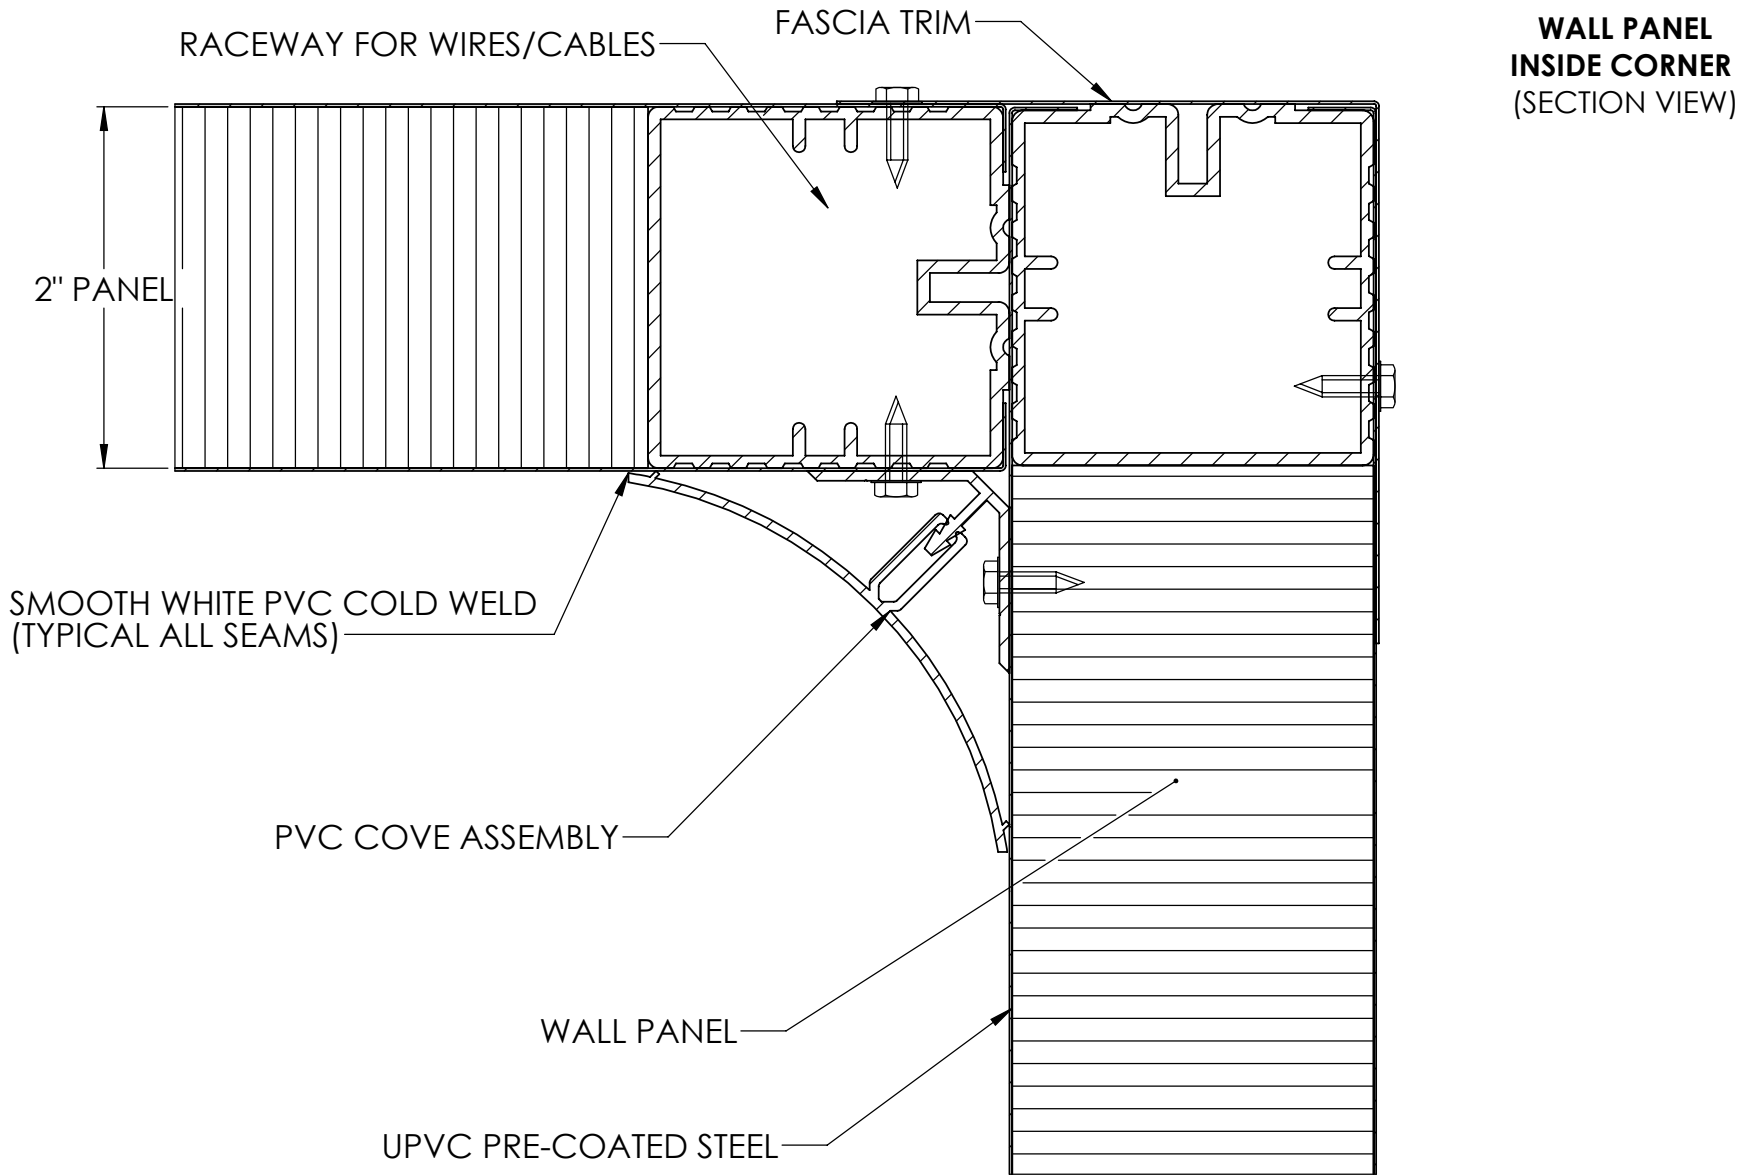 FASCIA TRIM
WALL PANEL
INSIDE CORNER
(SECTION VIEW)
RACEWAY FOR WIRES/CABLES
2" PANEL
SMOOTH WHITE PVC COLD WELD
(TYPICAL ALL SEAMS)
PVC COVE ASSEMBLY
WALL PANEL
UPVC PRE-COATED STEEL